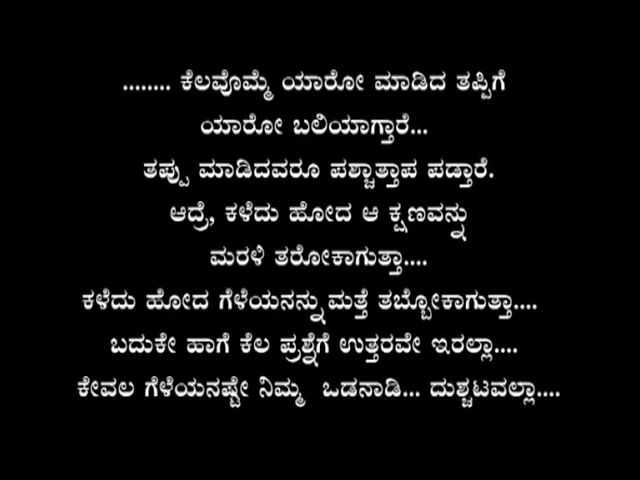 ........ ಕೆಲವೊಮ್ಮೆ ಯಾರೋ ಮಾಡಿದ ತಪ್ಪಿಗೆ
ಯಾರೋ ಬಲಿಯಾಗ್ತಾರೆ...
ತಪ್ಪು ಮಾಡಿದವರೂ ಪಶ್ಚಾತ್ತಾಪ ಪಡ್ತಾರೆ.
ಆದ್ರೆ, ಕಳೆದು ಹೋದ ಆ ಕ್ಷಣವನ್ನು
ಮರಳಿ ತರೋಕಾಗುತ್ತಾ....
ಕಳೆದು ಹೋದ ಗೆಳೆಯನನ್ನು ಮತ್ತೆ ತಬ್ಬೋಕಾಗುತ್ತಾ....
ಬದುಕೇ ಹಾಗೆ ಕೆಲ ಪ್ರಶ್ನೆಗೆ ಉತ್ತರವೇ ಇರಲ್ಲಾ....
ಕೇವಲ ಗೆಳೆಯನಷ್ಟೇ ನಿಮ್ಮ ಒಡನಾಡಿ... ದುಶ್ಚಟವಲ್ಲಾ....